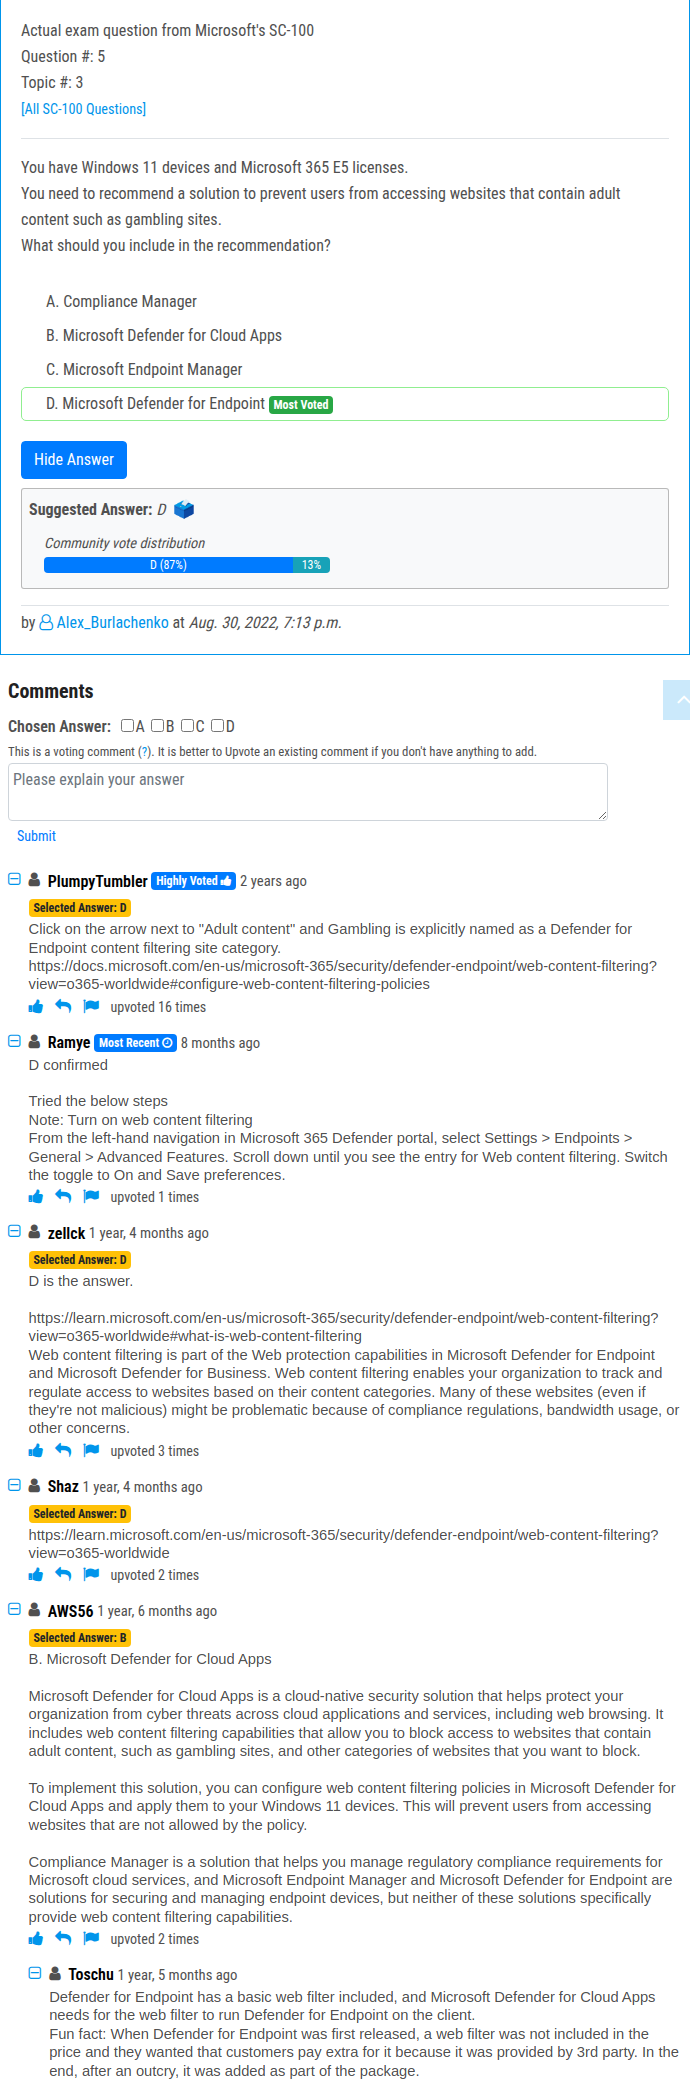 Actual exam question from Microsoft's SC-100
Question #: 5
Topic #: 3
[All SC-100 Questions]
You have Windows 11 devices and Microsoft 365 E5 licenses.
You need to recommend a solution to prevent users from accessing websites that contain adult
content such as gambling sites.
What should you include in the recommendation?
A. Compliance Manager
B. Microsoft Defender for Cloud Apps
C. Microsoft Endpoint Manager
D. Microsoft Defender for Endpoint Most Voted
Hide Answer
Suggested Answer: D
Community vote distribution
D (87%) 13%
by Alex_Burlachenko at Aug. 30, 2022, 7:13 p.m.
Comments
Chosen Answer: A B C D
This is a voting comment (?). It is better to Upvote an existing comment if you don't have anything to add.
Please explain your answer
Submit
PlumpyTumbler Highly Voted 2 years ago
Selected Answer: D
Click on the arrow next to "Adult content" and Gambling is explicitly named as a Defender for
Endpoint content filtering site category.
https://docs.microsoft.com/en-us/microsoft-365/security/defender-endpoint/web-content-filtering?
view=o365-worldwide#configure-web-content-filtering-policies
upvoted 16 times
Ramye Most Recent 8 months ago
D confirmed
Tried the below steps
Note: Turn on web content filtering
From the left-hand navigation in Microsoft 365 Defender portal, select Settings > Endpoints >
General > Advanced Features. Scroll down until you see the entry for Web content filtering. Switch
the toggle to On and Save preferences.
upvoted 1 times
zellck 1 year, 4 months ago
Selected Answer: D
D is the answer.
https://learn.microsoft.com/en-us/microsoft-365/security/defender-endpoint/web-content-filtering?
view=o365-worldwide#what-is-web-content-filtering
Web content filtering is part of the Web protection capabilities in Microsoft Defender for Endpoint
and Microsoft Defender for Business. Web content filtering enables your organization to track and
regulate access to websites based on their content categories. Many of these websites (even if
they're not malicious) might be problematic because of compliance regulations, bandwidth usage, or
other concerns.
upvoted 3 times
Shaz 1 year, 4 months ago
Selected Answer: D
https://learn.microsoft.com/en-us/microsoft-365/security/defender-endpoint/web-content-filtering?
view=o365-worldwide
upvoted 2 times
AWS56 1 year, 6 months ago
Selected Answer: B
B. Microsoft Defender for Cloud Apps
Microsoft Defender for Cloud Apps is a cloud-native security solution that helps protect your
organization from cyber threats across cloud applications and services, including web browsing. It
includes web content filtering capabilities that allow you to block access to websites that contain
adult content, such as gambling sites, and other categories of websites that you want to block.
To implement this solution, you can configure web content filtering policies in Microsoft Defender for
Cloud Apps and apply them to your Windows 11 devices. This will prevent users from accessing
websites that are not allowed by the policy.
Compliance Manager is a solution that helps you manage regulatory compliance requirements for
Microsoft cloud services, and Microsoft Endpoint Manager and Microsoft Defender for Endpoint are
solutions for securing and managing endpoint devices, but neither of these solutions specifically
provide web content filtering capabilities.
upvoted 2 times
Toschu 1 year, 5 months ago
Defender for Endpoint has a basic web filter included, and Microsoft Defender for Cloud Apps
needs for the web filter to run Defender for Endpoint on the client.
Fun fact: When Defender for Endpoint was first released, a web filter was not included in the
price and they wanted that customers pay extra for it because it was provided by 3rd party. In the
end, after an outcry, it was added as part of the package.